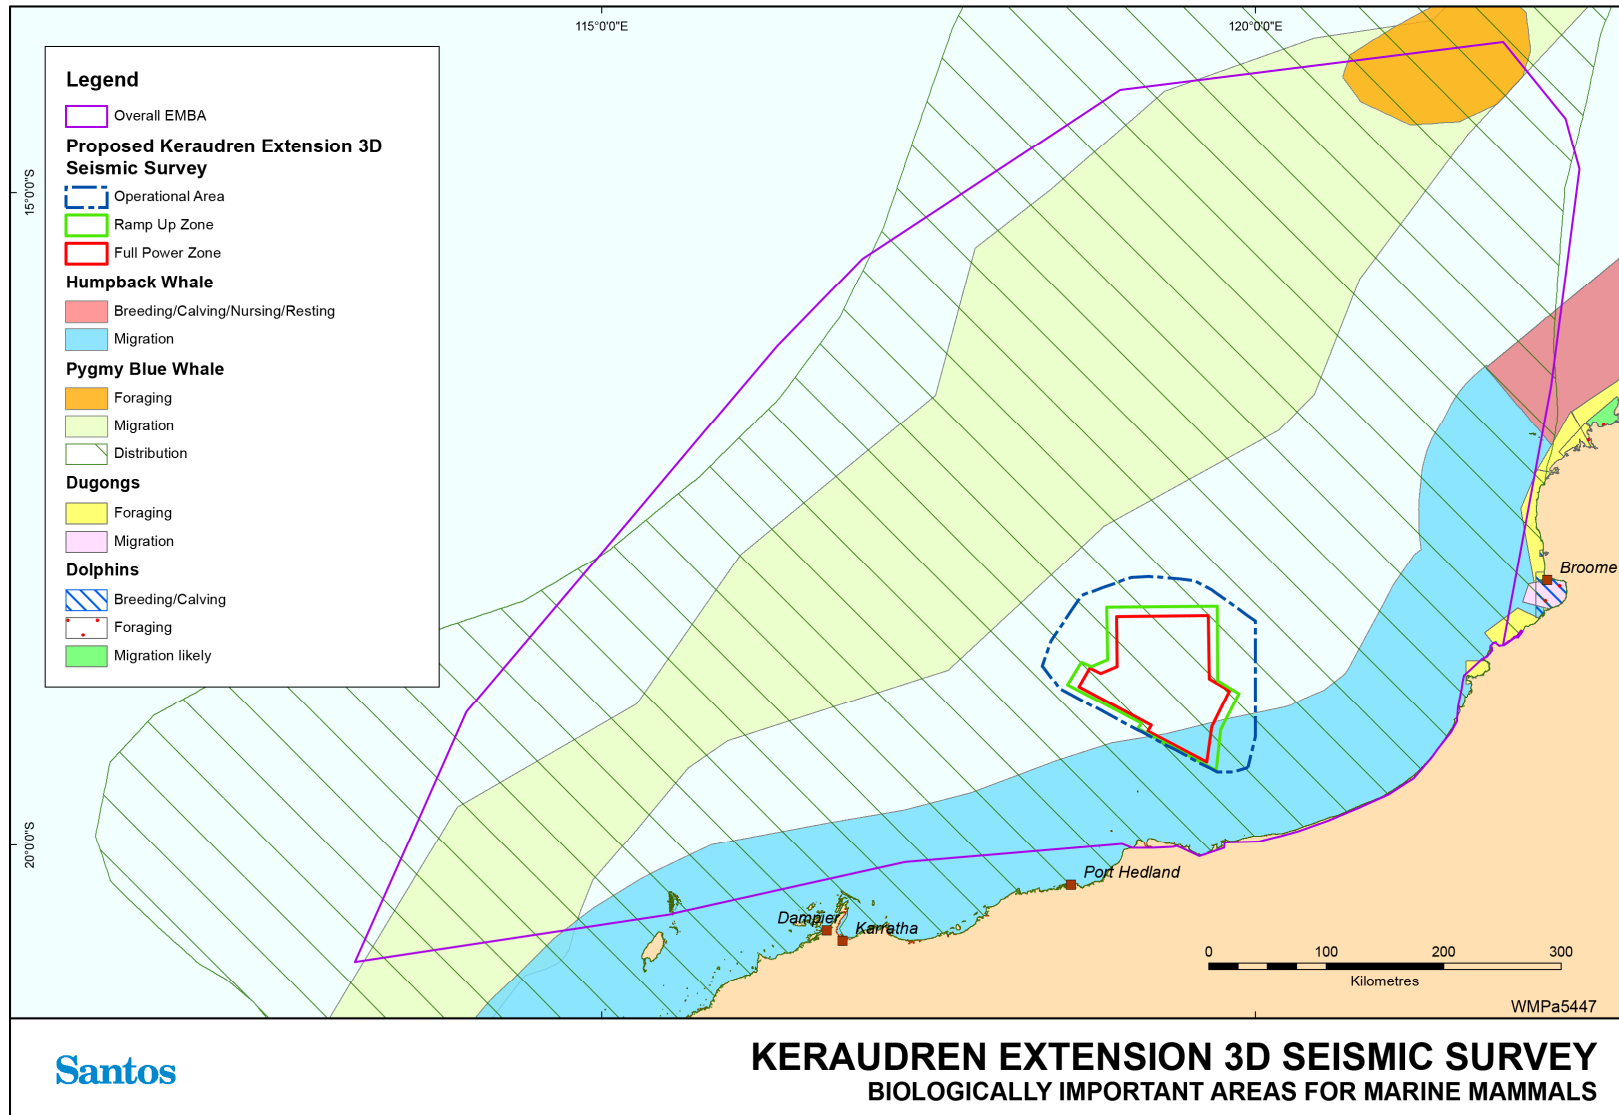 115°0'0"E
120°0'0"E
15°0'0"S
20°0'0"S
Legend
Overall EMBA
Proposed Keraudren Extension 3D
Seismic Survey
Operational Area
Ramp Up Zone
Full Power Zone
Humpback Whale
Breeding/Calving/Nursing/Resting
Migration
Pygmy Blue Whale
Foraging
Migration
Distribution
Dugongs
Foraging
Migration
Dolphins
Breeding/Calving
Foraging
Migration likely
Broome
Port Hedland
Dampier
Karratha
0 100 200 300
Kilometres
WMPa5447
Santos
KERAUDREN EXTENSION 3D SEISMIC SURVEY
BIOLOGICALLY IMPORTANT AREAS FOR MARINE MAMMALS